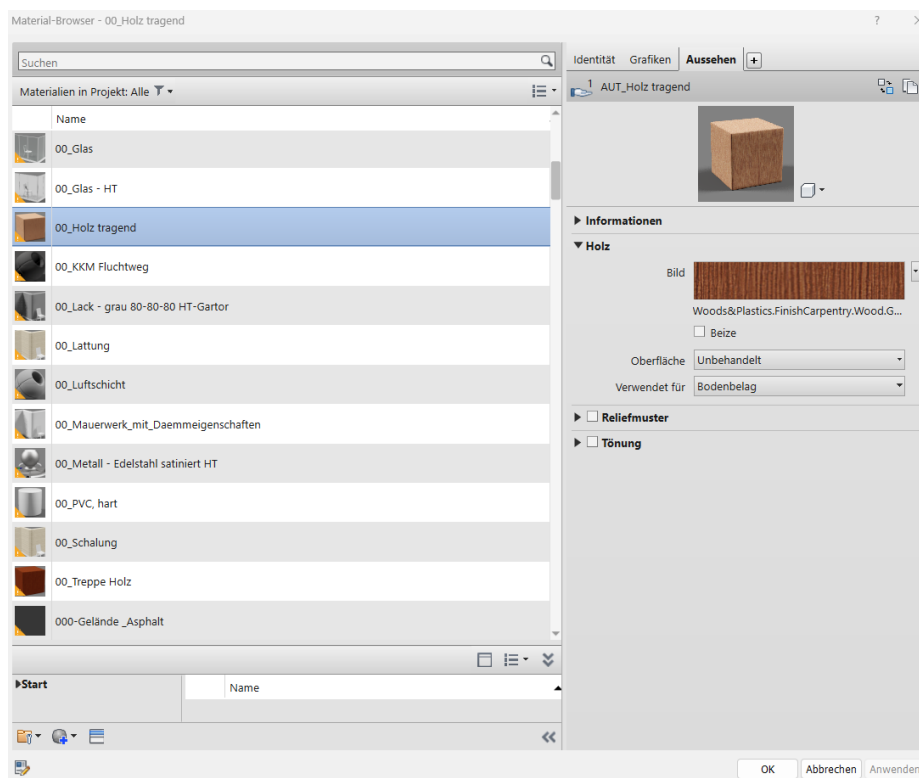 Material-Browser - 00_Holz tragend
?
Suchen
Materialien in Projekt: Alle
Name
00_Glas
00_Glas - HT
00_Holz tragend
00_KKM Fluchtweg
00_Lack - grau 80-80-80 HT-Gartor
00_Lattung
00_Luftschicht
00_Mauerwerk_mit_Daemmeigenschaften
00_Metall - Edelstahl satiniert HT
00_PVC, hart
00_Schalung
00_Treppe Holz
000-Gelände _Asphalt
Start
Name
Identität Grafiken Aussehen +
1 AUT_Holz tragend
Informationen
Holz
Bild
Woods&Plastics.FinishCarpentry.Wood.G...
Beize
Oberfläche Unbehandelt
Verwendet für Bodenbelag
Reliefmuster
Tönung
OK Abbrechen Anwenden